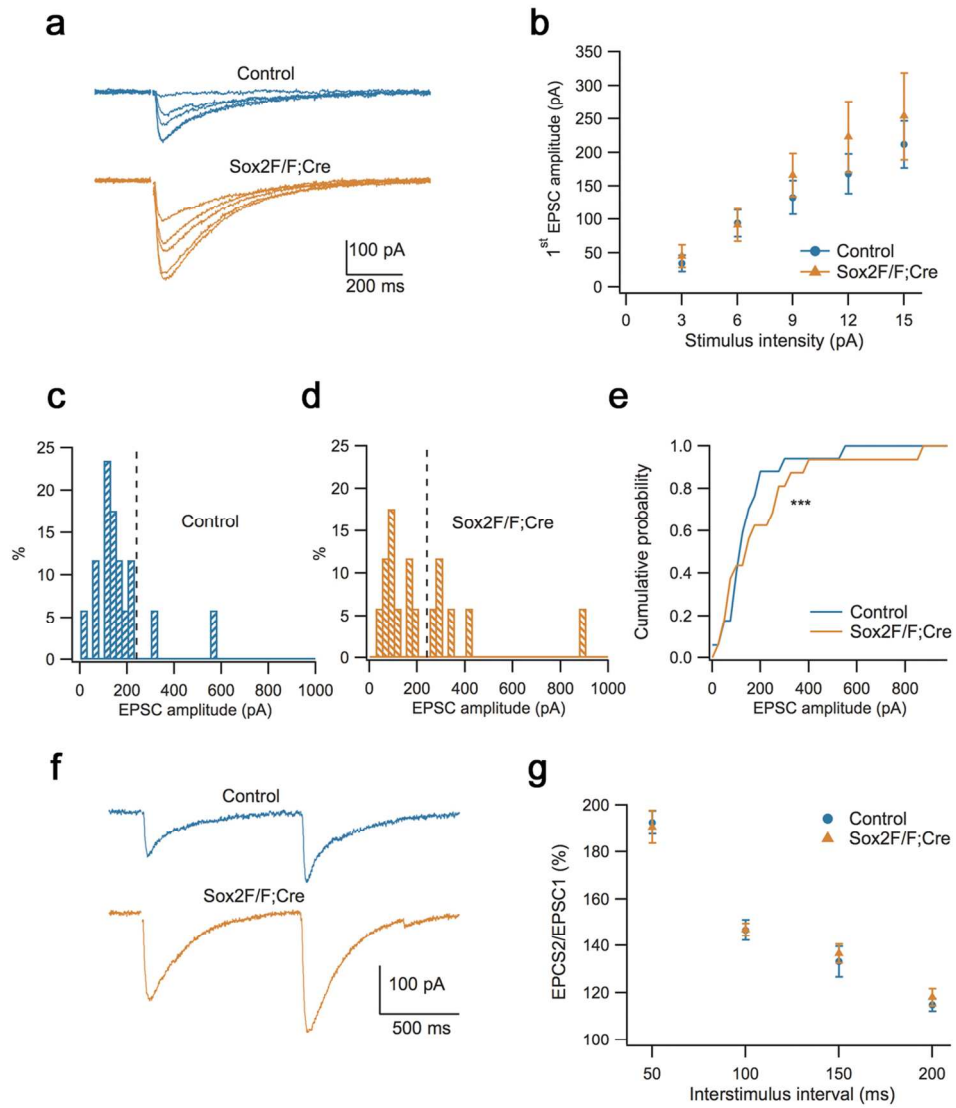 a
Control
Sox2F/F;Cre
100 pA
200 ms
b
350
300
250
200
150
100
50
0
1st EPSC amplitude (pA)
Control
Sox2F/F;Cre
0 3 6 9 12 15
Stimulus intensity (pA)
c
25
20
15
10
5
0
%
Control
0 200 400 600 800 1000
EPSC amplitude (pA)
d
25
20
15
10
5
0
%
Sox2F/F;Cre
0 200 400 600 800 1000
EPSC amplitude (pA)
e
1.0
0.8
0.6
0.4
0.2
0.0
Cumulative probability
***
Control
Sox2F/F;Cre
0 200 400 600 800
EPSC amplitude (pA)
f
Control
Sox2F/F;Cre
100 pA
500 ms
g
200
180
160
140
120
100
EPCS2/EPSC1 (%)
Control
Sox2F/F;Cre
50 100 150 200
Interstimulus interval (ms)